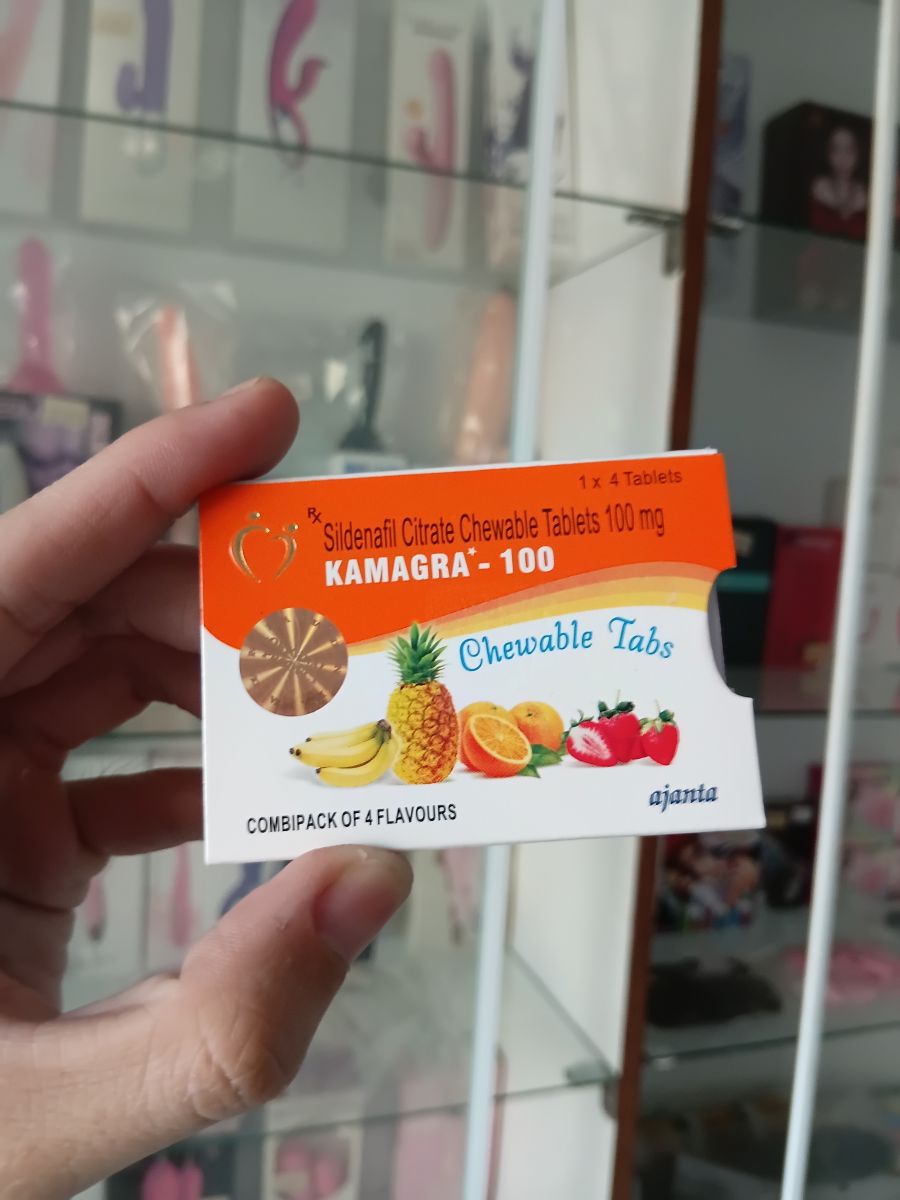 1 x 4 Tablets
Rx Sildenafil Citrate Chewable Tablets 100 mg
KAMAGRA* - 100
Chewable Tabs
COMBIPACK OF 4 FLAVOURS
ajanta